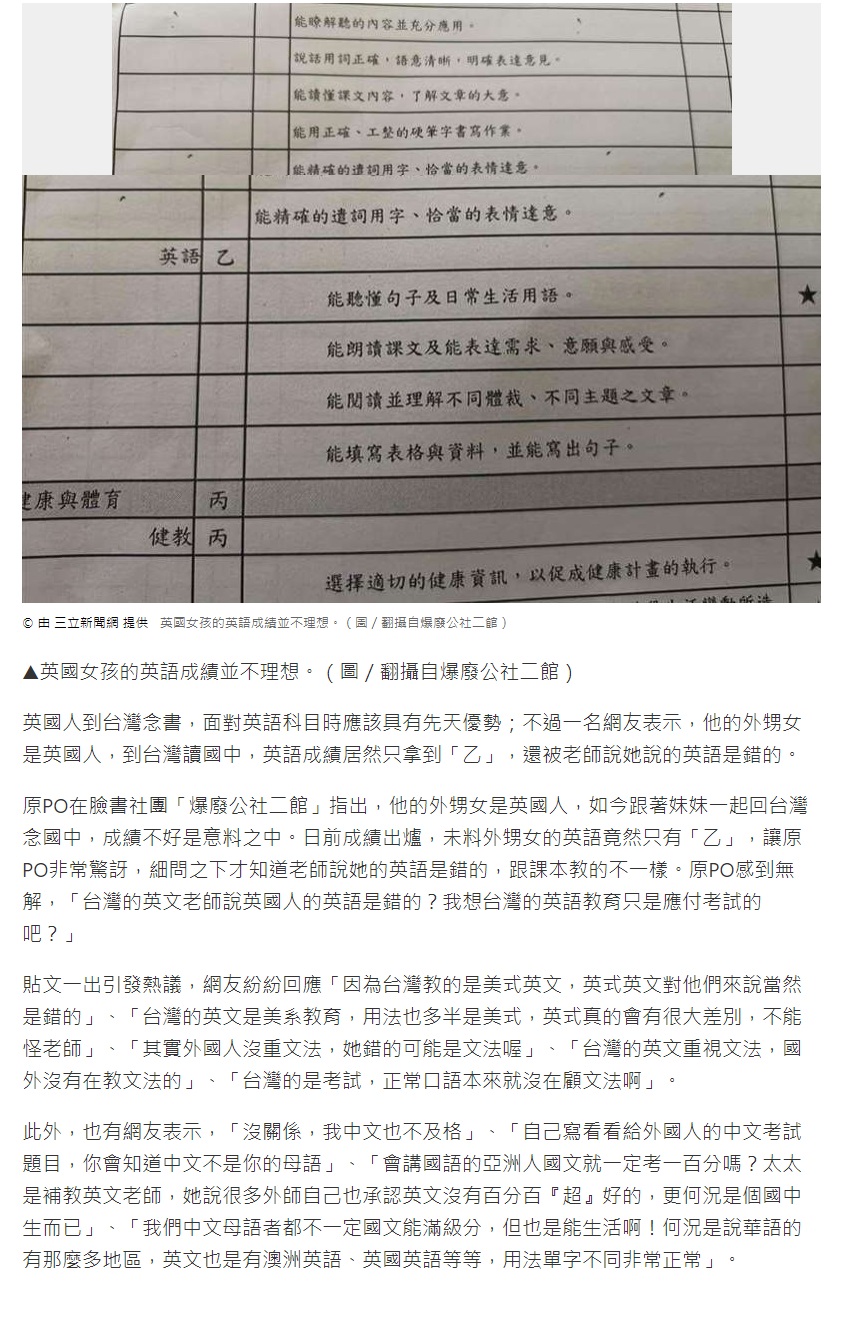 能瞭解聽的內容並充分應用。
說話用詞正確，語意清晰，明確表達意見。
能讀懂課文內容，了解文章的大意。
能用正確、工整的硬筆字書寫作業。
能精確的遣詞用字、恰當的表情達意。
能精確的遣詞用字、恰當的表情達意。
英語 乙
能聽懂句子及日常生活用語。 ★
能朗讀課文及能表達需求、意願與感受。
能閱讀並理解不同體裁、不同主題之文章。
能填寫表格與資料，並能寫出句子。
健康與體育 丙
健教 丙
選擇適切的健康資訊，以促成健康計畫的執行。 ★
© 由 三立新聞網 提供 英國女孩的英語成績並不理想。（圖／翻攝自爆廢公社二館）
▲英國女孩的英語成績並不理想。（圖／翻攝自爆廢公社二館）
英國人到台灣念書，面對英語科目時應該具有先天優勢；不過一名網友表示，他的外甥女
是英國人，到台灣讀國中，英語成績居然只拿到「乙」，還被老師說她說的英語是錯的。
原PO在臉書社團「爆廢公社二館」指出，他的外甥女是英國人，如今跟著妹妹一起回台灣
念國中，成績不好是意料之中。日前成績出爐，未料外甥女的英語竟然只有「乙」，讓原
PO非常驚訝，細問之下才知道老師說她的英語是錯的，跟課本教的不一樣。原PO感到無
解，「台灣的英文老師說英國人的英語是錯的？我想台灣的英語教育只是應付考試的
吧？」
貼文一出引發熱議，網友紛紛回應「因為台灣教的是美式英文，英式英文對他們來說當然
是錯的」、「台灣的英文是美系教育，用法也多半是美式，英式真的會有很大差別，不能
怪老師」、「其實外國人沒重文法，她錯的可能是文法喔」、「台灣的英文重視文法，國
外沒有在教文法的」、「台灣的是考試，正常口語本來就沒在顧文法啊」。
此外，也有網友表示，「沒關係，我中文也不及格」、「自己寫看看給外國人的中文考試
題目，你會知道中文不是你的母語」、「會講國語的亞洲人國文就一定考一百分嗎？太太
是補教英文老師，她說很多外師自己也承認英文沒有百分百『超』好的，更何況是個國中
生而已」、「我們中文母語者都不一定國文能滿級分，但也是能生活啊！何況是說華語的
有那麼多地區，英文也是有澳洲英語、英國英語等等，用法單字不同非常正常」。